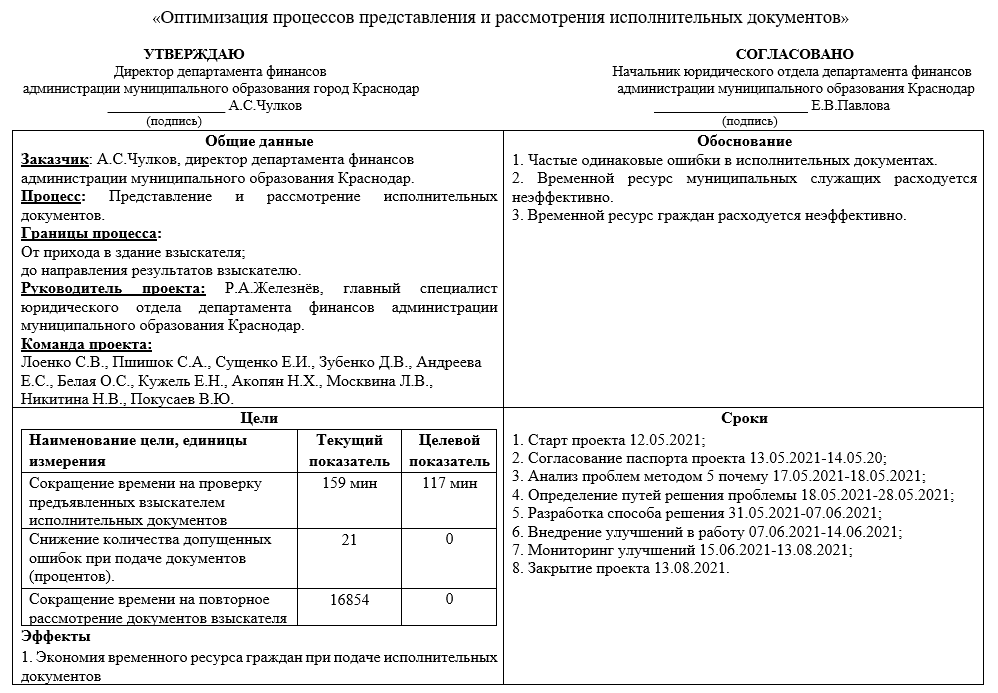 «Оптимизация процессов представления и рассмотрения исполнительных документов»
УТВЕРЖДАЮ
Директор департамента финансов
администрации муниципального образования город Краснодар
_________________ А.С.Чулков
(подпись)
СОГЛАСОВАНО
Начальник юридического отдела департамента финансов
администрации муниципального образования Краснодар
______________________ Е.В.Павлова
(подпись)
Общие данные
Заказчик: А.С.Чулков, директор департамента финансов
администрации муниципального образования Краснодар.
Процесс: Представление и рассмотрение исполнительных
документов.
Границы процесса:
От прихода в здание взыскателя;
до направления результатов взыскателю.
Руководитель проекта: Р.А.Железнёв, главный специалист
юридического отдела департамента финансов администрации
муниципального образования Краснодар.
Команда проекта:
Лоенко С.В., Пшишок С.А., Сущенко Е.И., Зубенко Д.В., Андреева
Е.С., Белая О.С., Кужель Е.Н., Акопян Н.Х., Москвина Л.В.,
Никитина Н.В., Покусаев В.Ю.
Обоснование
1. Частые одинаковые ошибки в исполнительных документах.
2. Временной ресурс муниципальных служащих расходуется
неэффективно.
3. Временной ресурс граждан расходуется неэффективно.
Цели
Наименование цели, единицы
измерения
Текущий
показатель
Целевой
показатель
Сокращение времени на проверку
предъявленных взыскателем
исполнительных документов
159 мин
117 мин
Снижение количества допущенных
ошибок при подаче документов
(процентов).
21
0
Сокращение времени на повторное
рассмотрение документов взыскателя
16854
0
Эффекты
1. Экономия временного ресурса граждан при подаче исполнительных
документов
Сроки
1. Старт проекта 12.05.2021;
2. Согласование паспорта проекта 13.05.2021-14.05.20;
3. Анализ проблем методом 5 почему 17.05.2021-18.05.2021;
4. Определение путей решения проблемы 18.05.2021-28.05.2021;
5. Разработка способа решения 31.05.2021-07.06.2021;
6. Внедрение улучшений в работу 07.06.2021-14.06.2021;
7. Мониторинг улучшений 15.06.2021-13.08.2021;
8. Закрытие проекта 13.08.2021.